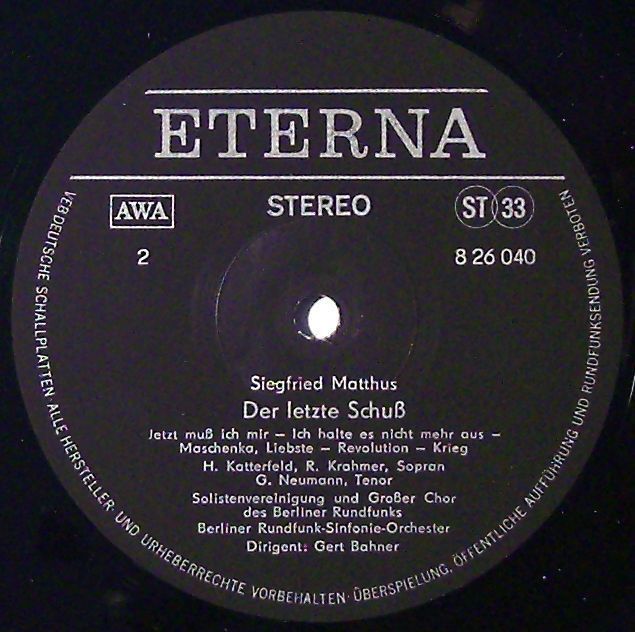 ETERNA
AWA
STEREO
ST 33
2
8 26 040
Siegfried Matthus
Der letzte Schuß
Jetzt muß ich mir – Ich halte es nicht mehr aus –
Maschenka, Liebste – Revolution – Krieg
H. Katterfeld, R. Krahmer, Sopran
G. Neumann, Tenor
Solistenvereinigung und Großer Chor
des Berliner Rundfunks
Berliner Rundfunk-Sinfonie-Orchester
Dirigent: Gert Bahner
VEB DEUTSCHE SCHALLPLATTEN · ALLE HERSTELLER- UND URHEBERRECHTE VORBEHALTEN · ÜBERSPIELUNG, ÖFFENTLICHE AUFFÜHRUNG UND RUNDFUNKSENDUNG VERBOTEN